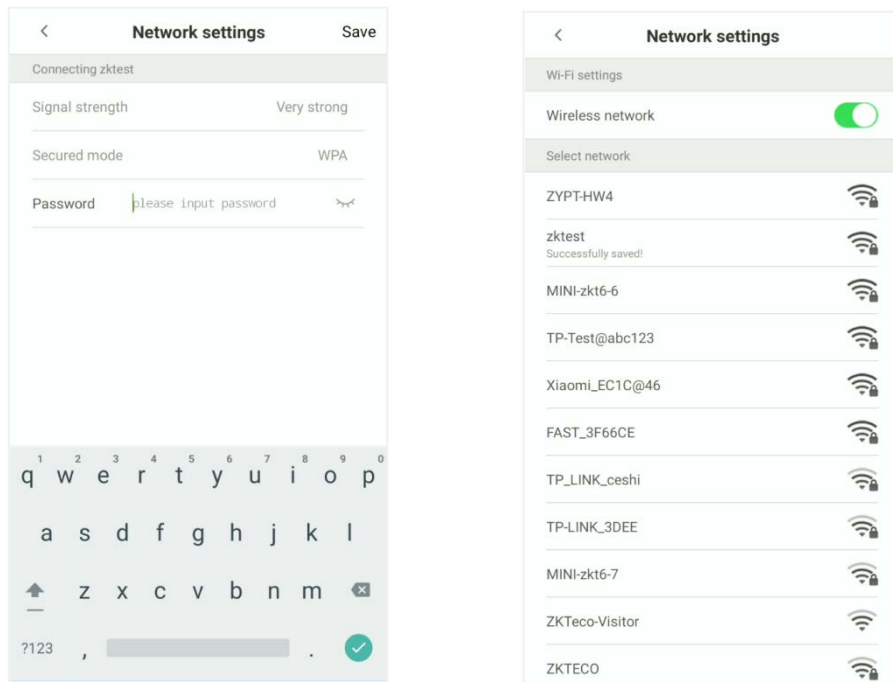 Network settings
Save
Connecting zktest
Signal strength Very strong
Secured mode WPA
Password please input password
1 2 3 4 5 6 7 8 9 0
q w e r t y u i o p
a s d f g h j k l
z x c v b n m
?123 , .
Network settings
Wi-Fi settings
Wireless network
Select network
ZYPT-HW4
zktest
Successfully saved!
MINI-zkt6-6
TP-Test@abc123
Xiaomi_EC1C@46
FAST_3F66CE
TP_LINK_ceshi
TP-LINK_3DEE
MINI-zkt6-7
ZKTeco-Visitor
ZKTECO